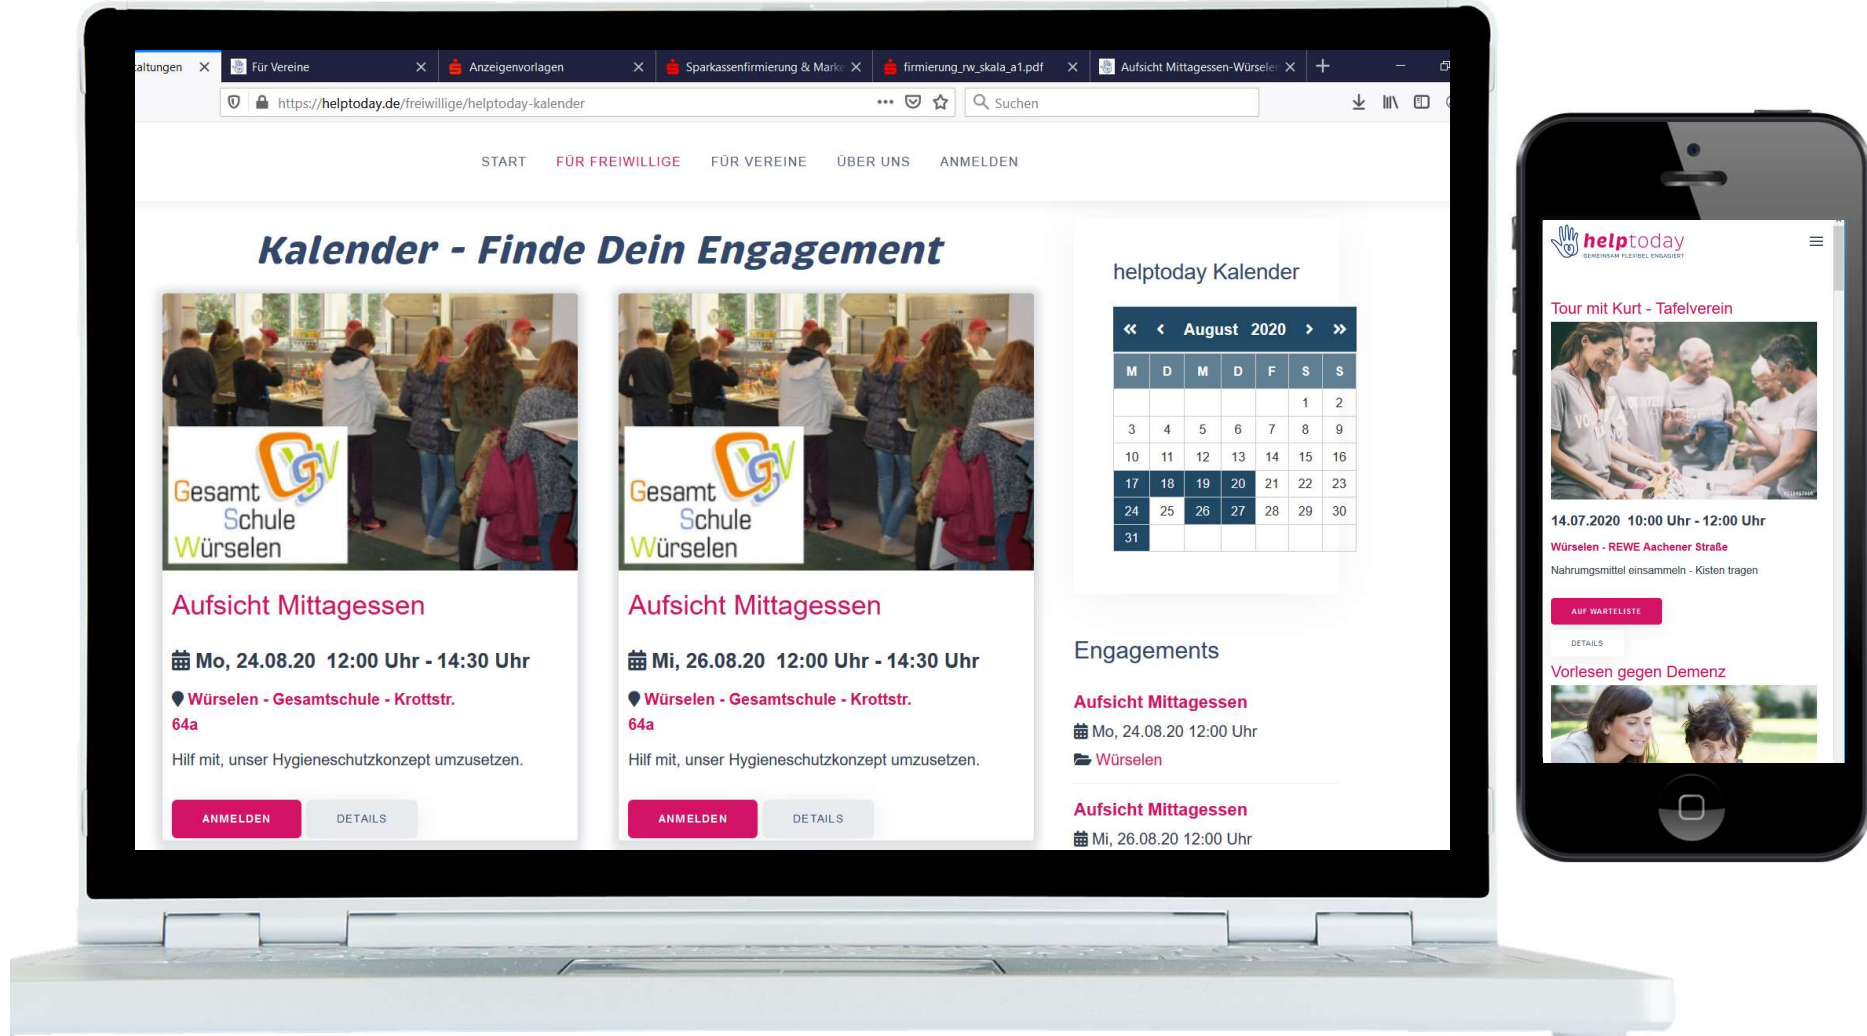 altungen
Für Vereine
Anzeigenvorlagen
Sparkassenfirmierung & Marke
firmierung_rw_skala_a1.pdf
Aufsicht Mittagessen-Würselen
https://helptoday.de/freiwillige/helptoday-kalender
Suchen
START FÜR FREIWILLIGE FÜR VEREINE ÜBER UNS ANMELDEN
Kalender - Finde Dein Engagement
Gesamt
Schule
Würselen
Aufsicht Mittagessen
Mo, 24.08.20 12:00 Uhr - 14:30 Uhr
Würselen - Gesamtschule - Krottstr.
64a
Hilf mit, unser Hygieneschutzkonzept umzusetzen.
ANMELDEN DETAILS
Gesamt
Schule
Würselen
Aufsicht Mittagessen
Mi, 26.08.20 12:00 Uhr - 14:30 Uhr
Würselen - Gesamtschule - Krottstr.
64a
Hilf mit, unser Hygieneschutzkonzept umzusetzen.
ANMELDEN DETAILS
helptoday Kalender
« ‹ August 2020 › »
M D M D F S S
1 2
3 4 5 6 7 8 9
10 11 12 13 14 15 16
17 18 19 20 21 22 23
24 25 26 27 28 29 30
31
Engagements
Aufsicht Mittagessen
Mo, 24.08.20 12:00 Uhr
Würselen
Aufsicht Mittagessen
Mi, 26.08.20 12:00 Uhr
helptoday
GEMEINSAM FLEXIBEL ENGAGIERT
Tour mit Kurt - Tafelverein
14.07.2020 10:00 Uhr - 12:00 Uhr
Würselen - REWE Aachener Straße
Nahrumgsmittel einsammeln - Kisten tragen
AUF WARTELISTE
DETAILS
Vorlesen gegen Demenz